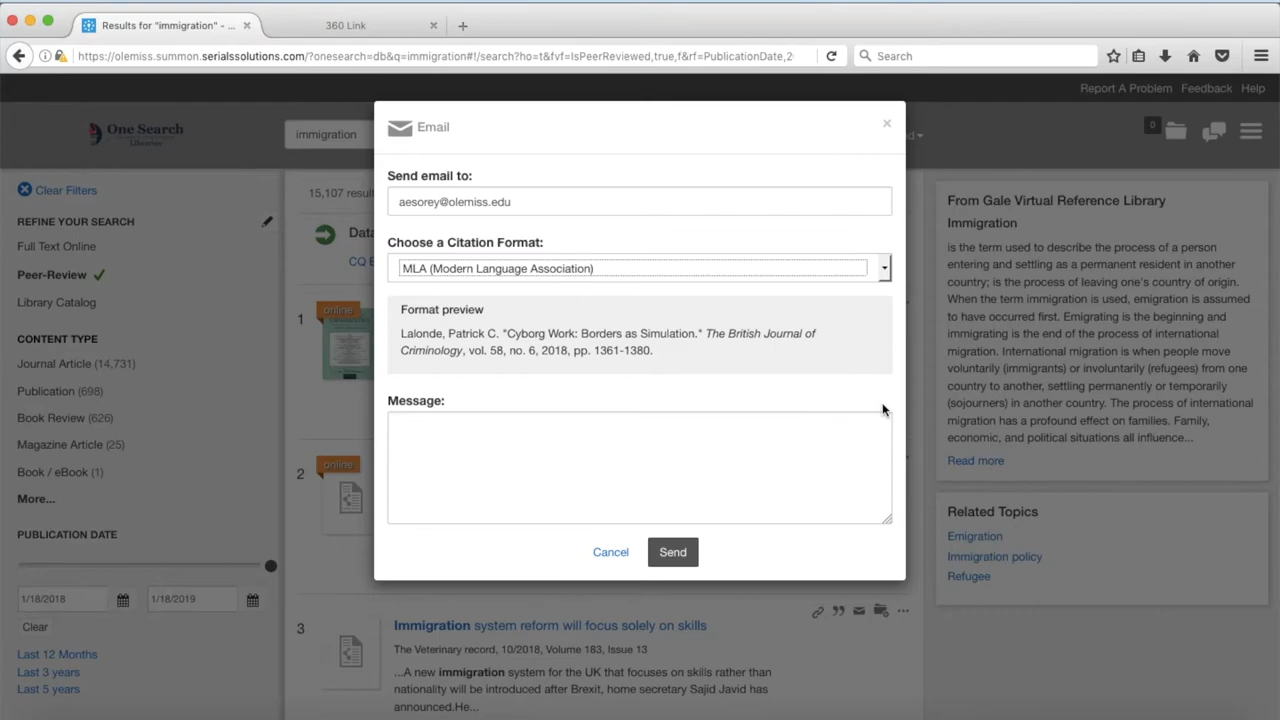 Results for "immigration" - ...
360 Link
https://olemiss.summon.serialssolutions.com/?onesearch=db&q=immigration#!/search?ho=t&fvf=IsPeerReviewed,true,f&rf=PublicationDate,2
Search
Report A Problem
Feedback
Help
One Search
Libraries
immigration
0
Clear Filters
REFINE YOUR SEARCH
Full Text Online
Peer-Review
Library Catalog
CONTENT TYPE
Journal Article (14,731)
Publication (698)
Book Review (626)
Magazine Article (25)
Book / eBook (1)
More...
PUBLICATION DATE
1/18/2018
1/18/2019
Clear
Last 12 Months
Last 3 years
Last 5 years
15,107
Data
CQ
1
online
2
online
Email
×
Send email to:
aesorey@olemiss.edu
Choose a Citation Format:
MLA (Modern Language Association)
Format preview
Lalonde, Patrick C. "Cyborg Work: Borders as Simulation." The British Journal of
Criminology, vol. 58, no. 6, 2018, pp. 1361-1380.
Message:
Cancel
Send
3
Immigration system reform will focus solely on skills
The Veterinary record, 10/2018, Volume 183, Issue 13
...A new immigration system for the UK that focuses on skills rather than
nationality will be introduced after Brexit, home secretary Sajid Javid has
announced.He...
From Gale Virtual Reference Library
Immigration
is the term used to describe the process of a person
entering and settling as a permanent resident in another
country; is the process of leaving one's country of origin.
When the term immigration is used, emigration is assumed
to have occurred first. Emigrating is the beginning and
immigrating is the end of the process of international
migration. International migration is when people move
voluntarily (immigrants) or involuntarily (refugees) from one
country to another, settling permanently or temporarily
(sojourners) in another country. The process of international
migration has a profound effect on families. Family,
economic, and political situations all influence...
Read more
Related Topics
Emigration
Immigration policy
Refugee